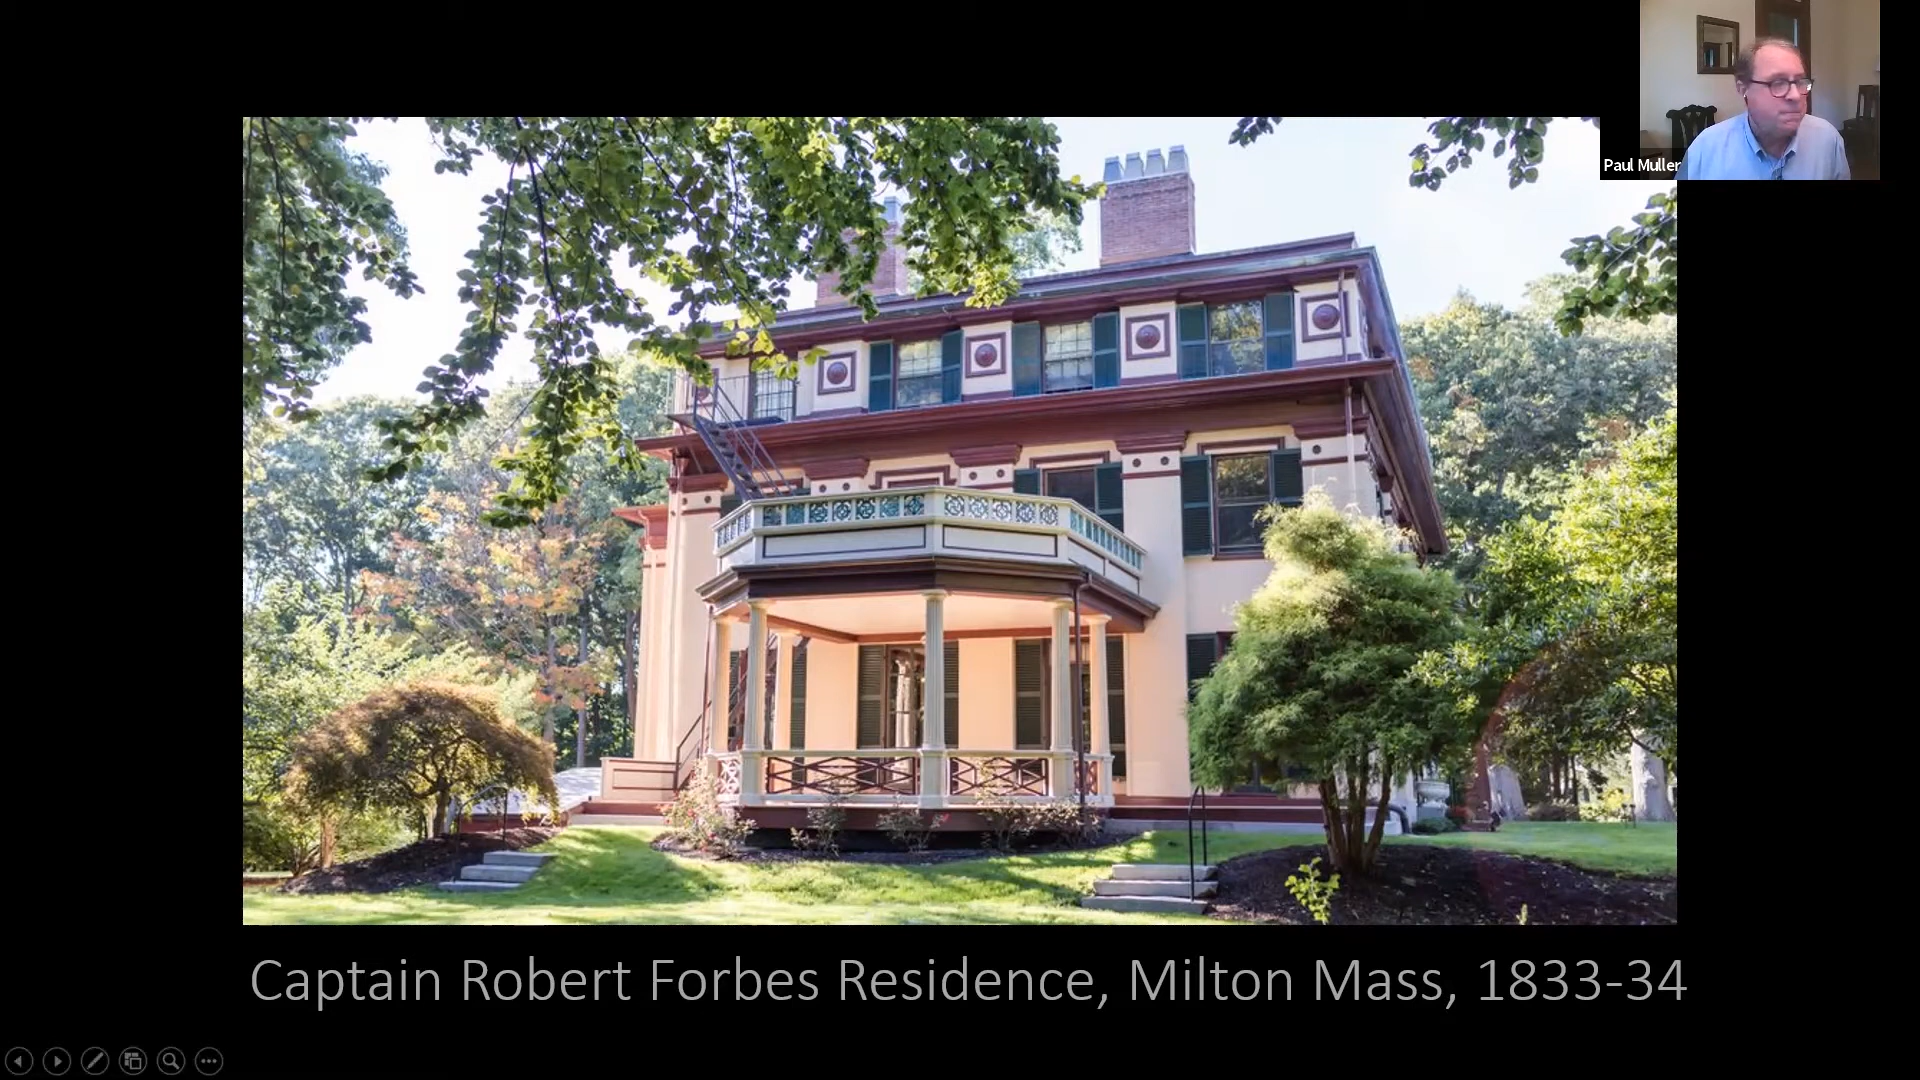 Paul Muller
Captain Robert Forbes Residence, Milton Mass, 1833-34